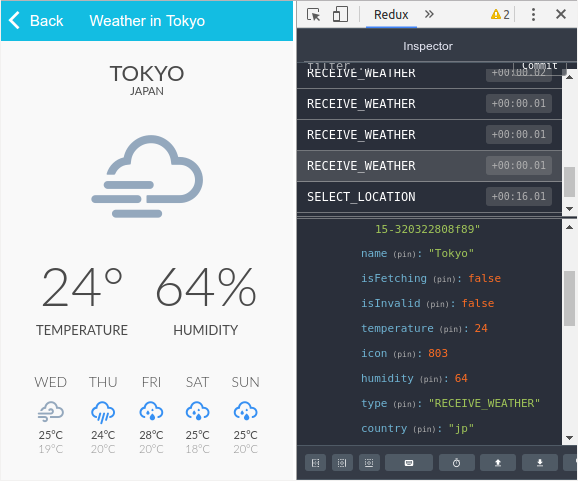 Back Weather in Tokyo
TOKYO
JAPAN
24° 64%
TEMPERATURE HUMIDITY
WED THU FRI SAT SUN
25°C 24°C 28°C 25°C 25°C
19°C 20°C 20°C 18°C 20°C
Redux » 2
Inspector
filter... Commit
RECEIVE_WEATHER +00:00.02
RECEIVE_WEATHER +00:00.01
RECEIVE_WEATHER +00:00.01
RECEIVE_WEATHER +00:00.01
SELECT_LOCATION +00:16.01
15-320322808f89"
name (pin): "Tokyo"
isFetching (pin): false
isInvalid (pin): false
temperature (pin): 24
icon (pin): 803
humidity (pin): 64
type (pin): "RECEIVE_WEATHER"
country (pin): "jp"